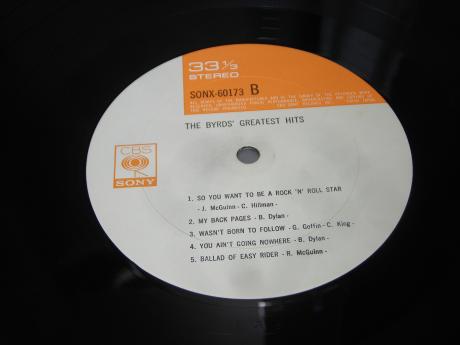 33 1/3
STEREO
SONX-60173 B
THE BYRDS' GREATEST HITS
CBS
SONY
1. SO YOU WANT TO BE A ROCK 'N' ROLL STAR
- J. McGuinn - C. Hillman -
2. MY BACK PAGES - B. Dylan -
3. WASN'T BORN TO FOLLOW - G. Goffin - C. King -
4. YOU AIN'T GOING NOWHERE - B. Dylan -
5. BALLAD OF EASY RIDER - R. McGuinn -